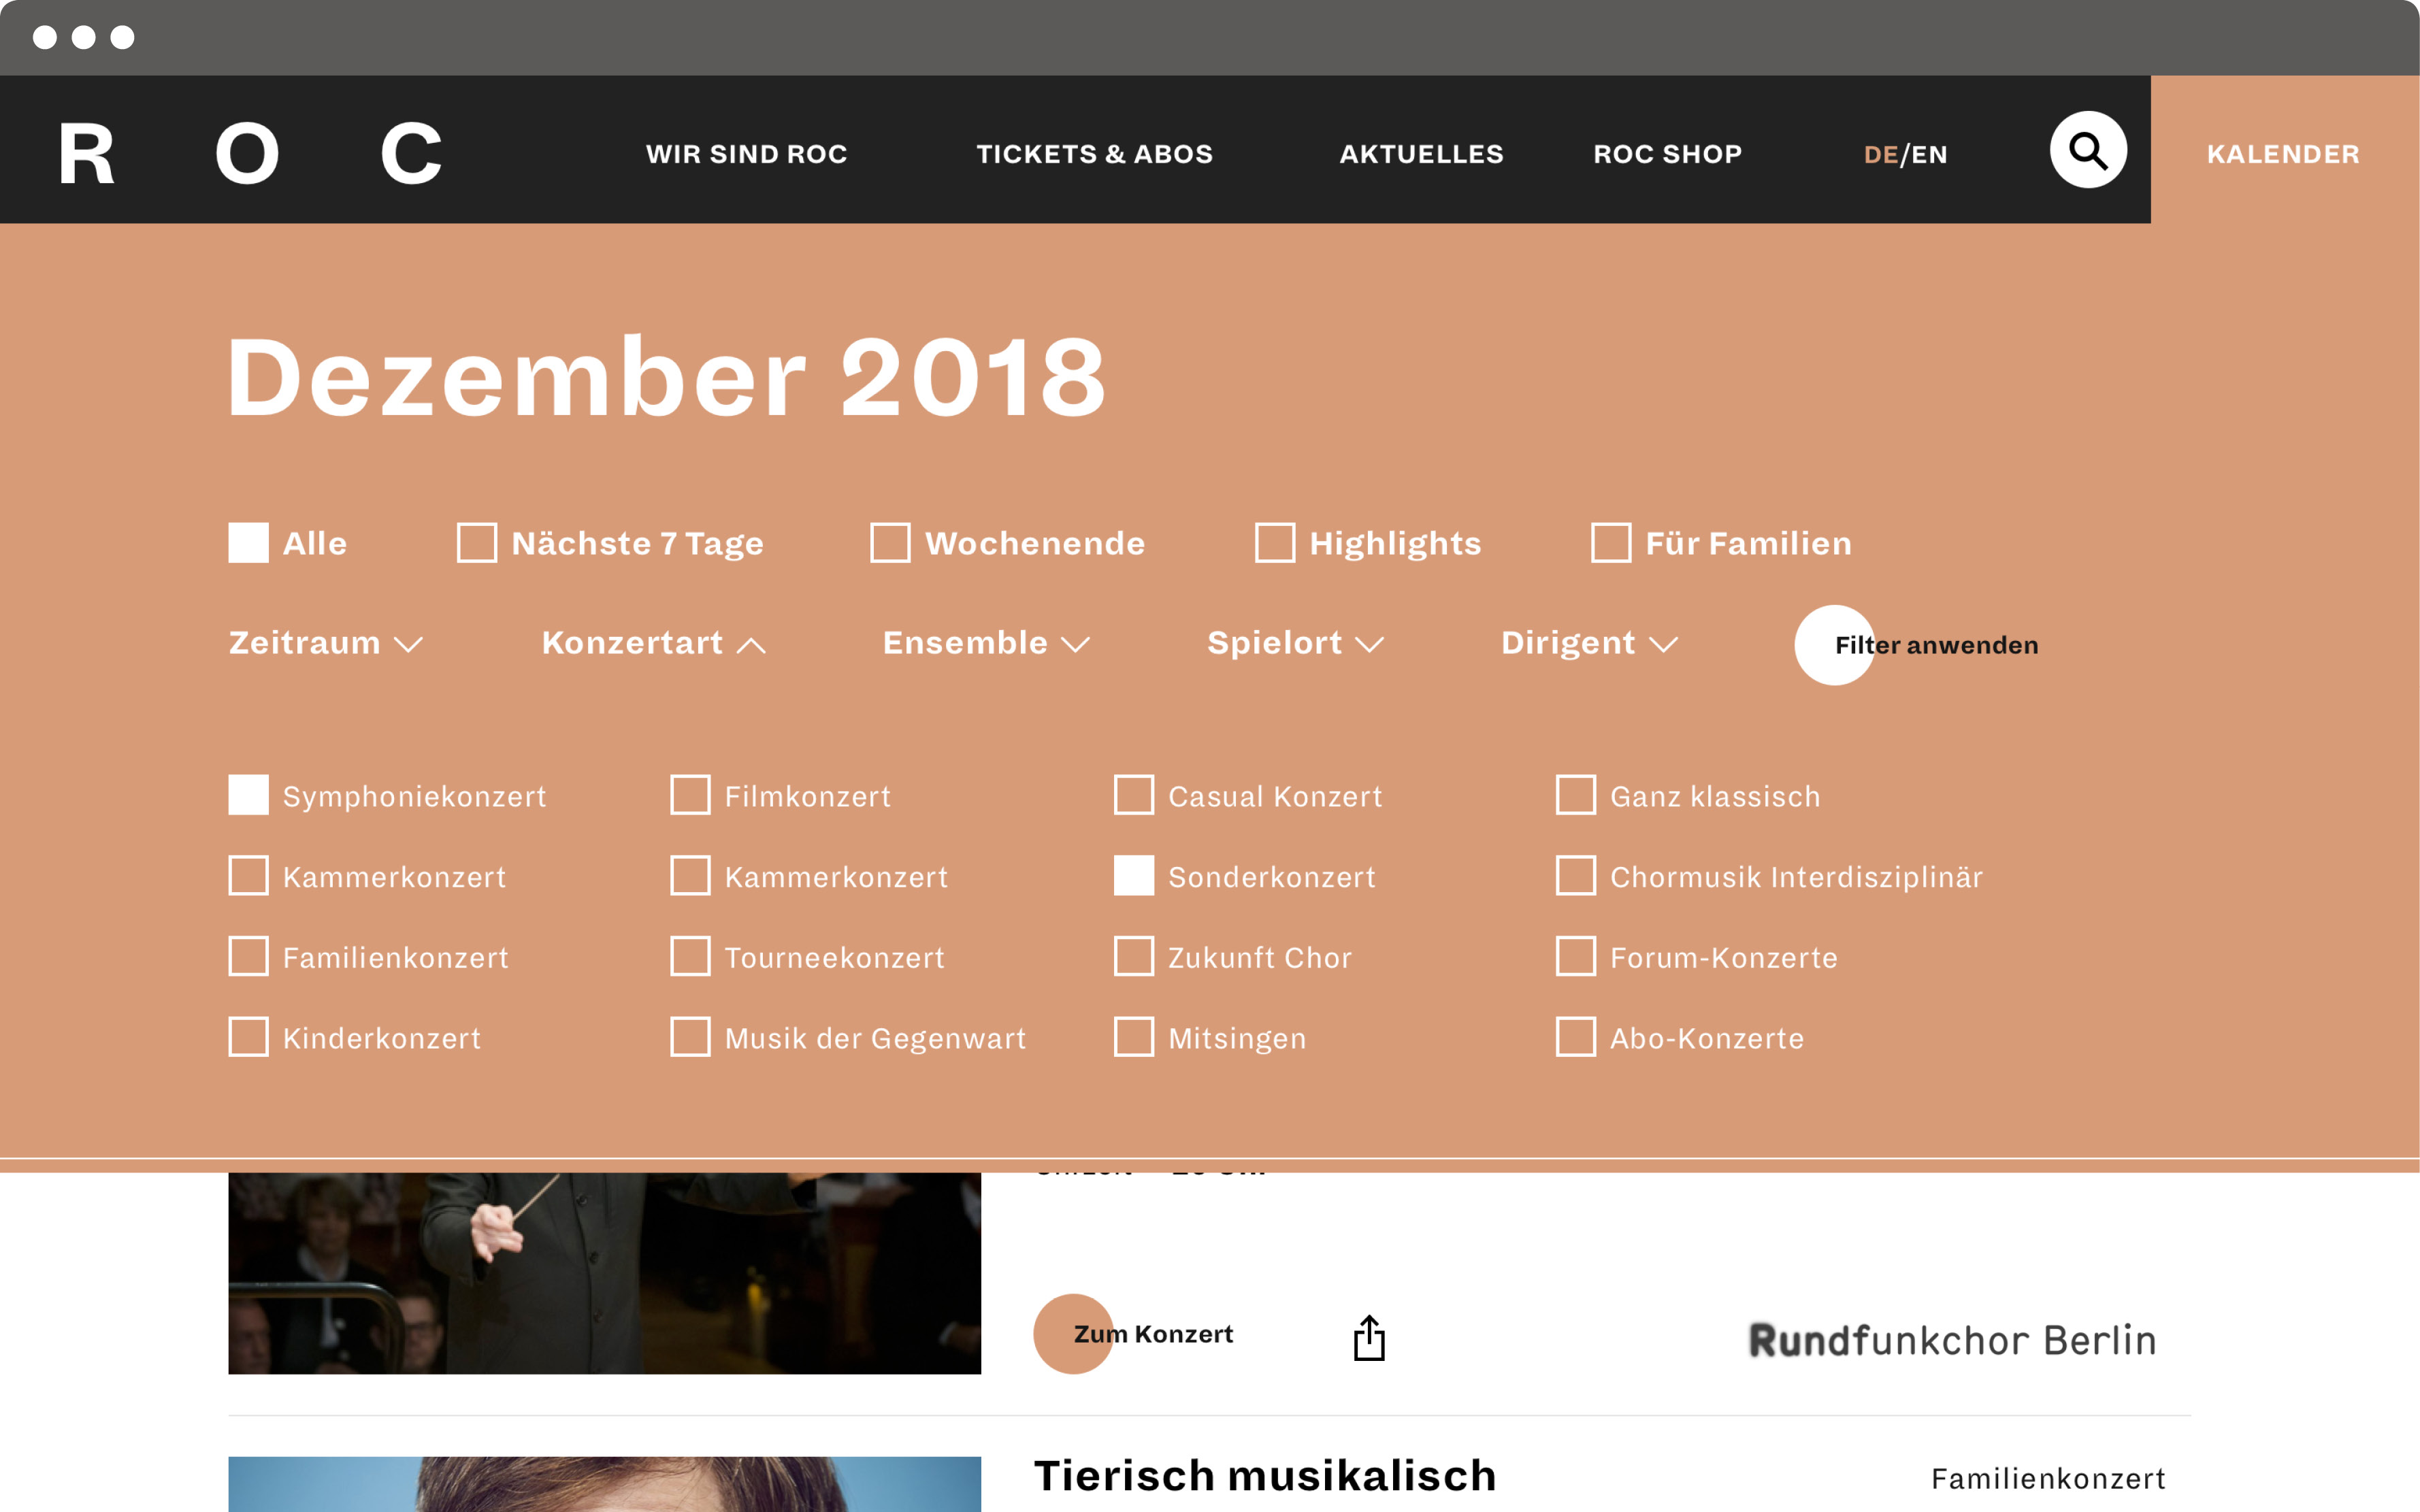 R O C
WIR SIND ROC
TICKETS & ABOS
AKTUELLES
ROC SHOP
DE/EN
KALENDER
Dezember 2018
Alle
Nächste 7 Tage
Wochenende
Highlights
Für Familien
Zeitraum
Konzertart
Ensemble
Spielort
Dirigent
Filter anwenden
Symphoniekonzert
Filmkonzert
Casual Konzert
Ganz klassisch
Kammerkonzert
Kammerkonzert
Sonderkonzert
Chormusik Interdisziplinär
Familienkonzert
Tourneekonzert
Zukunft Chor
Forum-Konzerte
Kinderkonzert
Musik der Gegenwart
Mitsingen
Abo-Konzerte
Zum Konzert
Rundfunkchor Berlin
Tierisch musikalisch
Familienkonzert